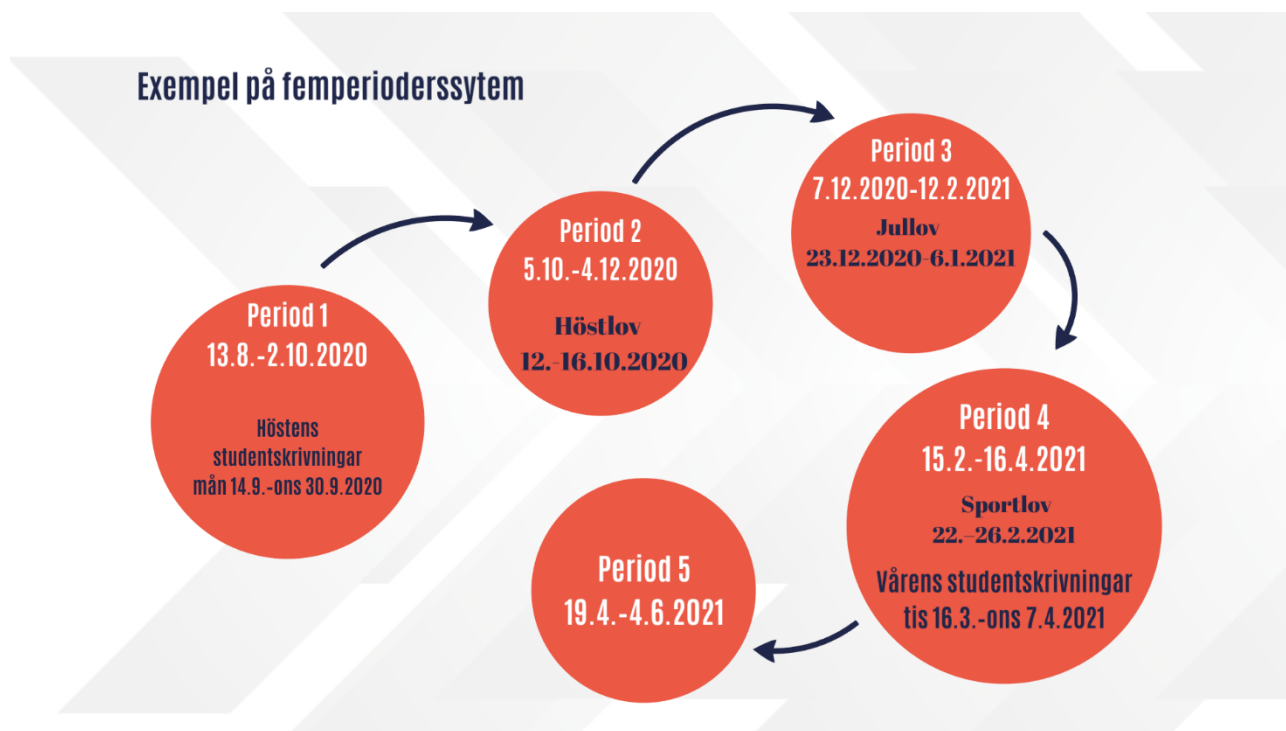 Exempel på femperioderssytem
Period 1
13.8.-2.10.2020
Höstens
studentskrivningar
mån 14.9.-ons 30.9.2020
Period 2
5.10.-4.12.2020
Höstlov
12.-16.10.2020
Period 3
7.12.2020-12.2.2021
Jullov
23.12.2020-6.1.2021
Period 4
15.2.-16.4.2021
Sportlov
22.-26.2.2021
Vårens studentskrivningar
tis 16.3.-ons 7.4.2021
Period 5
19.4.-4.6.2021